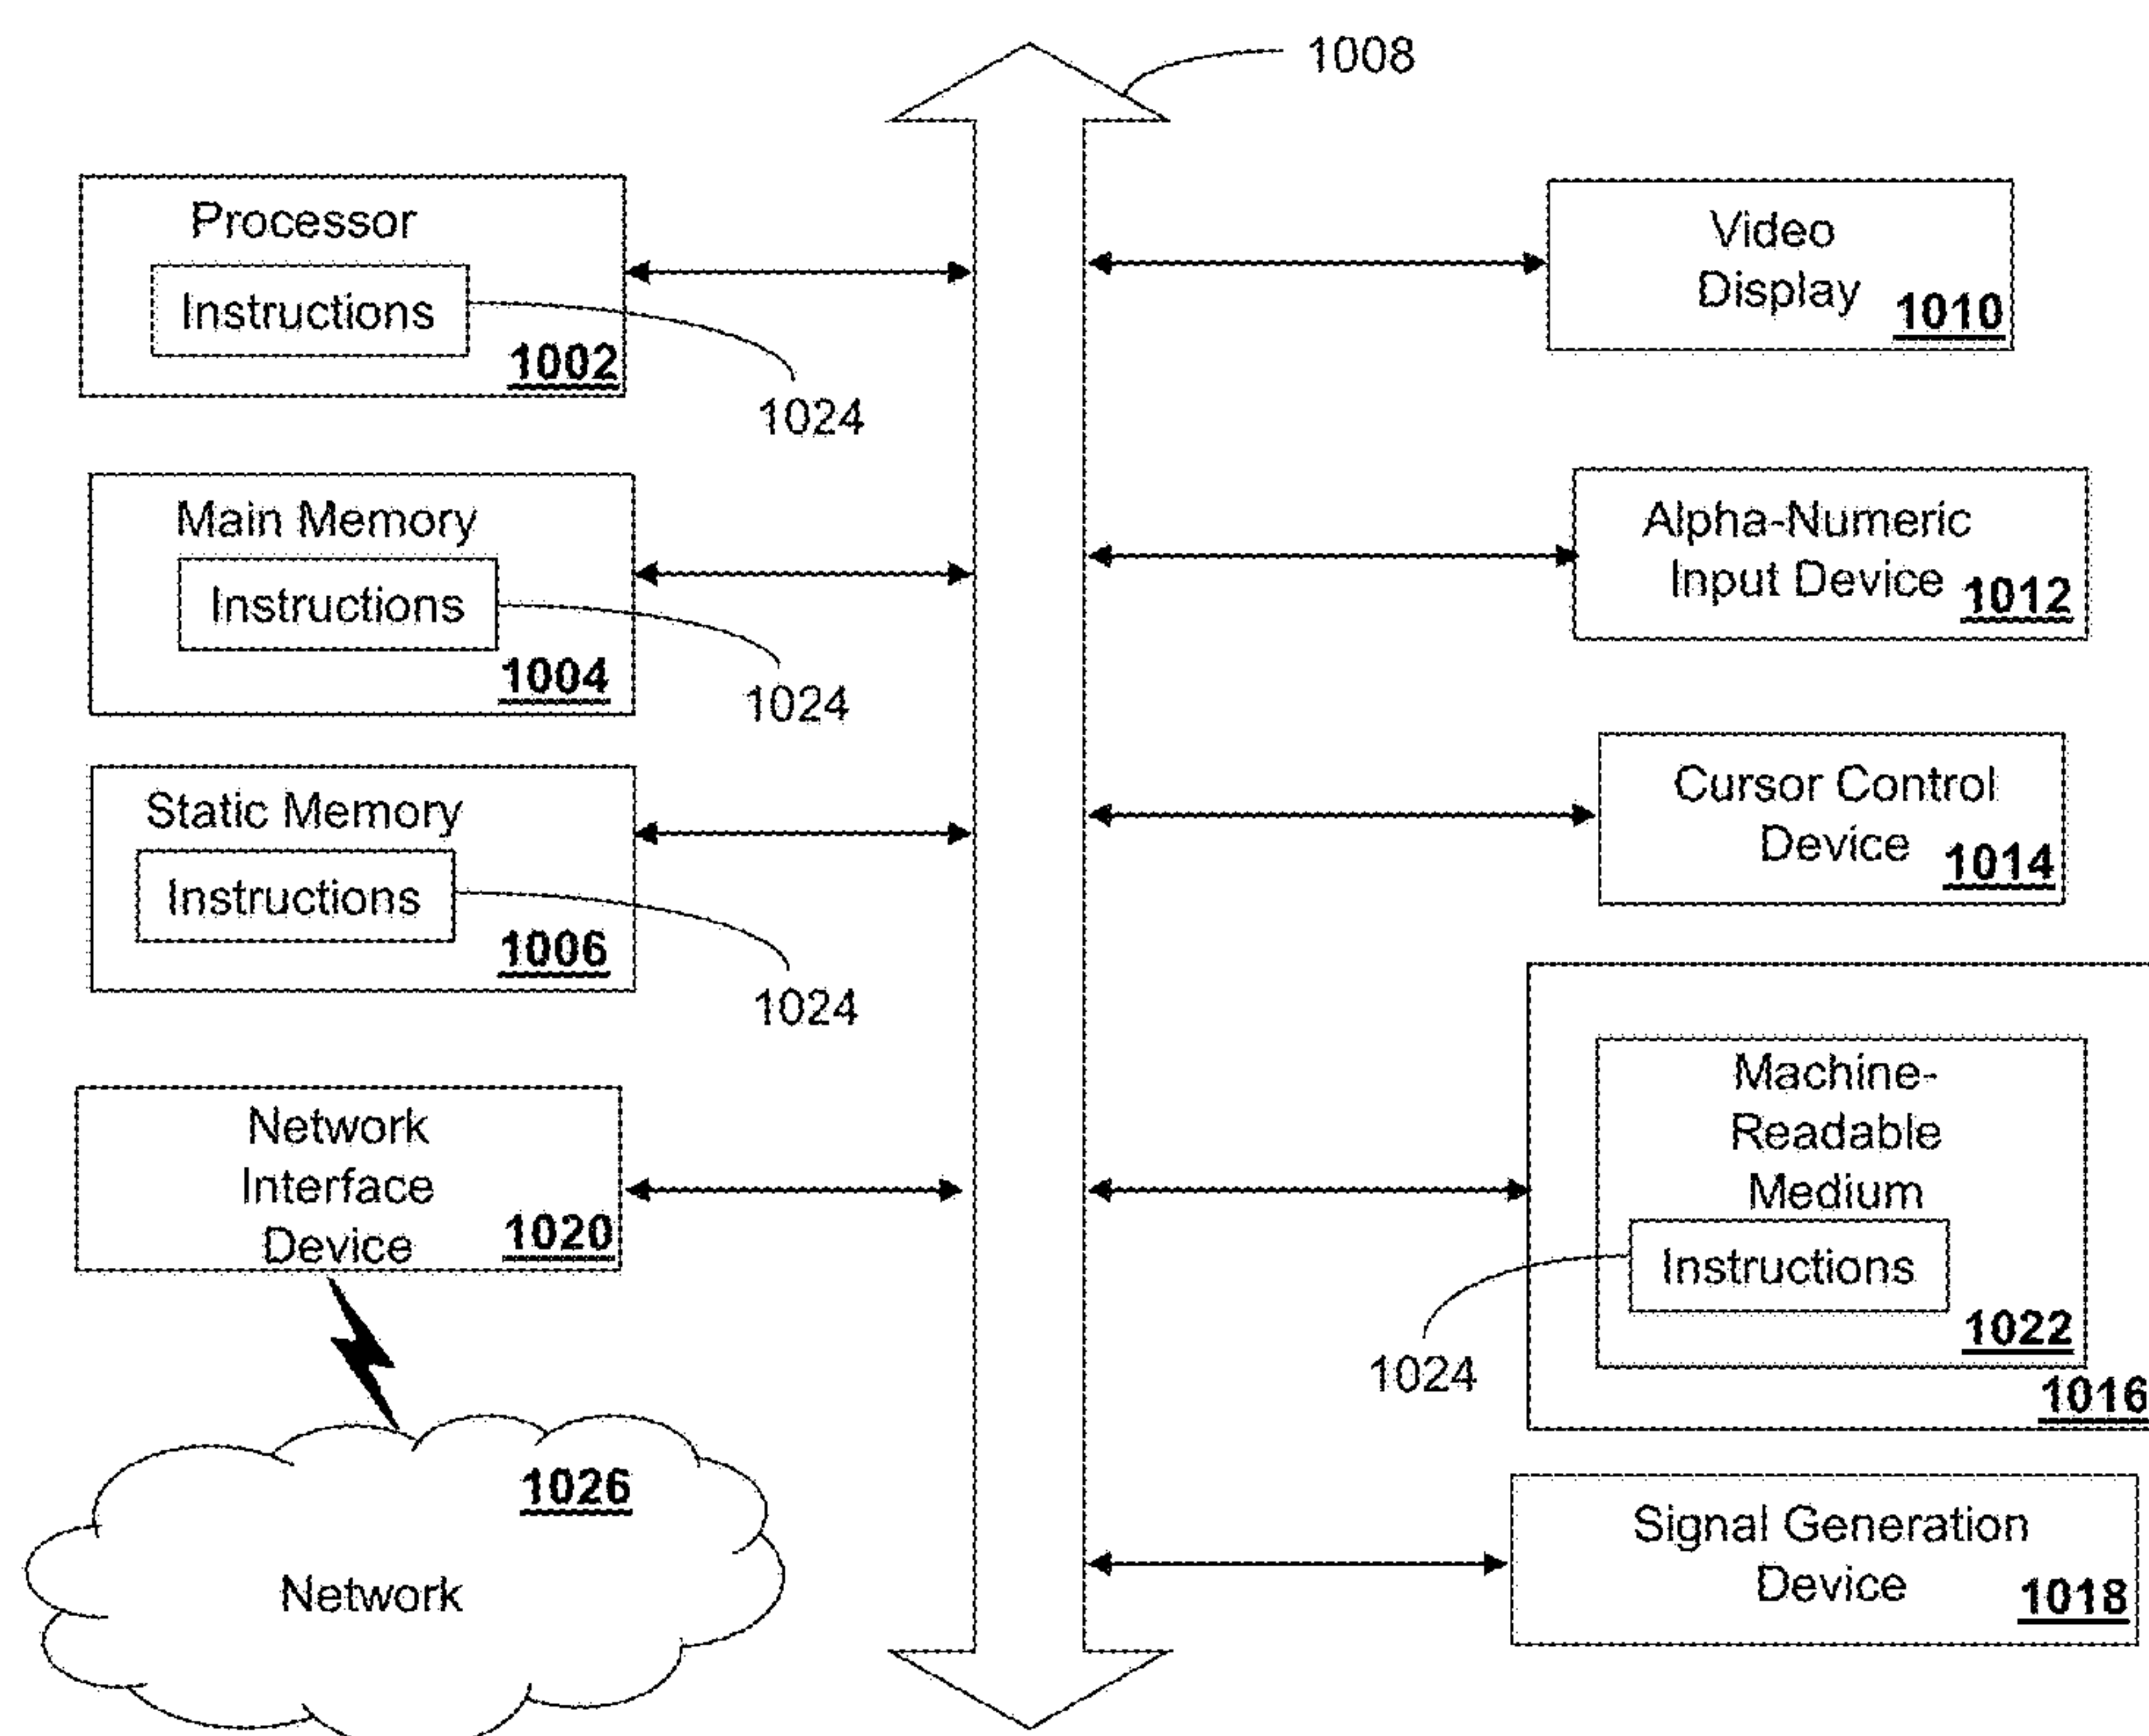 1008
Processor
Instructions
1002
1024
Main Memory
Instructions
1004
1024
Static Memory
Instructions
1006
1024
Network
Interface
Device
1020
1026
Network
Video
Display
1010
Alpha-Numeric
Input Device
1012
Cursor Control
Device
1014
Machine-
Readable
Medium
Instructions
1022
1024
1016
Signal Generation
Device
1018